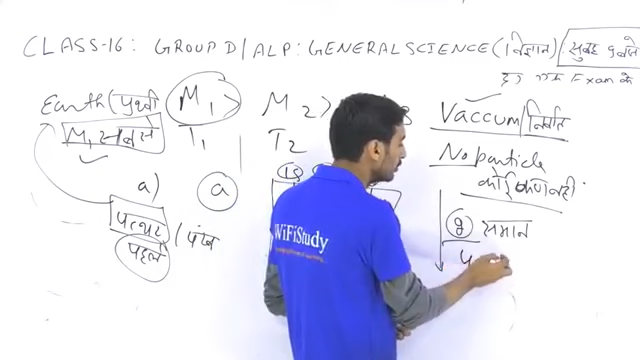 CLASS-16: GROUP D/ALP: GENERAL SCIENCE (विज्ञान) सुबह 9 बजे
Exam के
Earth (पृथ्वी M1> M2>
M1 सबसे T1 T2
a) a
पत्थर
पहले / पंख
Vaccum/निर्वात
No particle
कोई कण नही
g समान
WiFiStudy